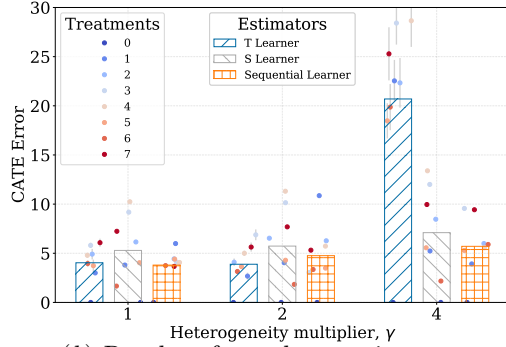 30
25
20
15
10
5
0
CATE Error
Treatments
0
1
2
3
4
5
6
7
Estimators
T Learner
S Learner
Sequential Learner
1
2
4
Heterogeneity multiplier, γ